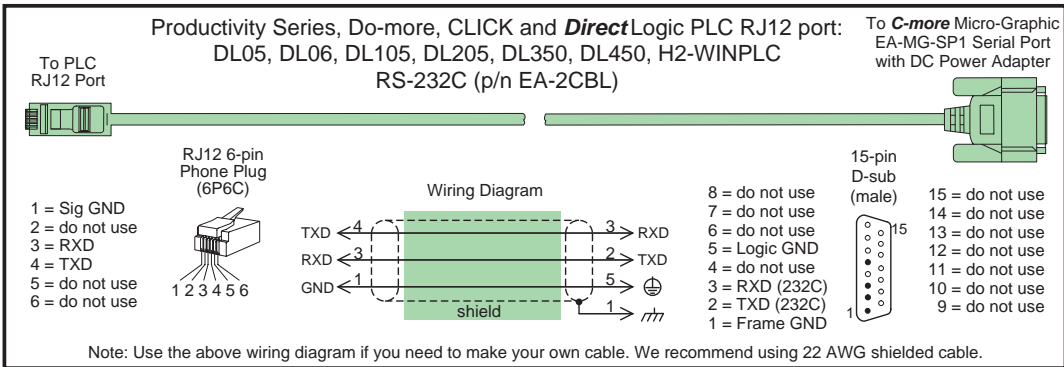 Productivity Series, Do-more, CLICK and DirectLogic PLC RJ12 port:
DL05, DL06, DL105, DL205, DL350, DL450, H2-WINPLC
RS-232C (p/n EA-2CBL)
To PLC
RJ12 Port
To C-more Micro-Graphic
EA-MG-SP1 Serial Port
with DC Power Adapter
RJ12 6-pin
Phone Plug
(6P6C)
1 = Sig GND
2 = do not use
3 = RXD
4 = TXD
5 = do not use
6 = do not use
1 2 3 4 5 6
Wiring Diagram
TXD 4 3 RXD
RXD 3 2 TXD
GND 1 5
shield 1
8 = do not use
7 = do not use
6 = do not use
5 = Logic GND
4 = do not use
3 = RXD (232C)
2 = TXD (232C)
1 = Frame GND
15-pin
D-sub
(male)
15
1
15 = do not use
14 = do not use
13 = do not use
12 = do not use
11 = do not use
10 = do not use
9 = do not use
Note: Use the above wiring diagram if you need to make your own cable. We recommend using 22 AWG shielded cable.